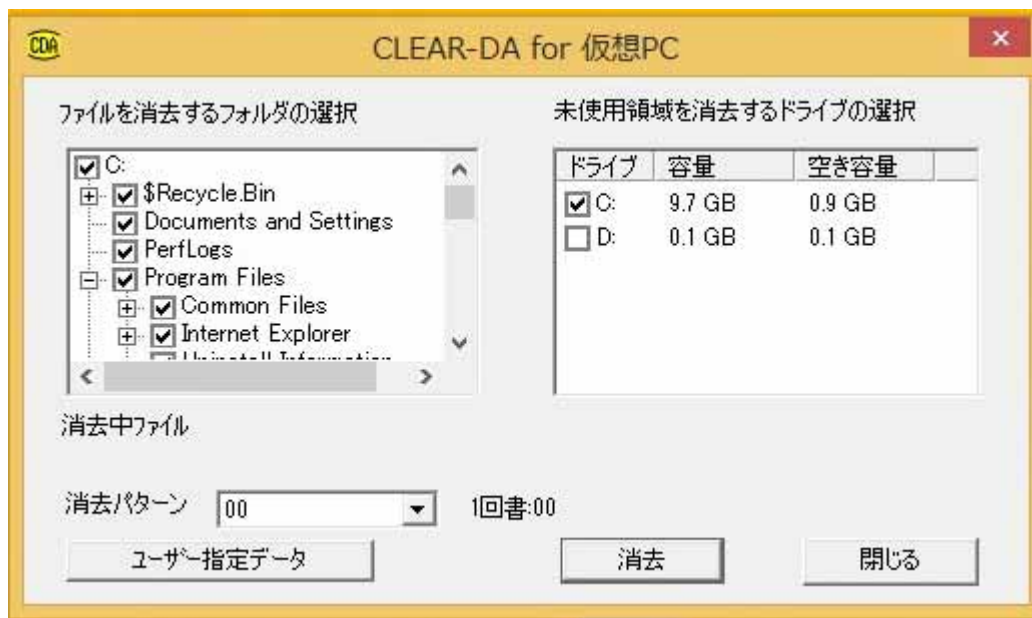 CDA
CLEAR-DA for 仮想PC
ファイルを消去するフォルダの選択
C:
$Recycle.Bin
Documents and Settings
PerfLogs
Program Files
Common Files
Internet Explorer
未使用領域を消去するドライブの選択
ドライブ 容量 空き容量
C: 9.7 GB 0.9 GB
D: 0.1 GB 0.1 GB
消去中ファイル
消去パターン 00 1回書:00
ユーザー指定データ 消去 閉じる